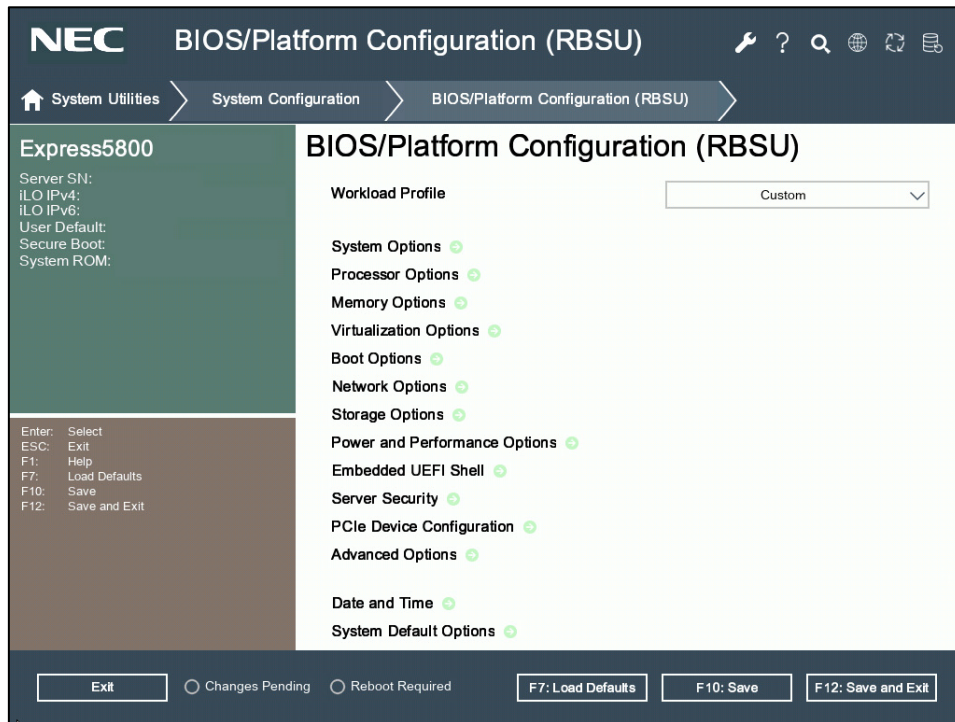 NEC BIOS/Platform Configuration (RBSU) ?
System Utilities System Configuration BIOS/Platform Configuration (RBSU)
Express5800
Server SN:
iLO IPv4:
iLO IPv6:
User Default:
Secure Boot:
System ROM:
Enter: Select
ESC: Exit
F1: Help
F7: Load Defaults
F10: Save
F12: Save and Exit
BIOS/Platform Configuration (RBSU)
Workload Profile Custom
System Options
Processor Options
Memory Options
Virtualization Options
Boot Options
Network Options
Storage Options
Power and Performance Options
Embedded UEFI Shell
Server Security
PCIe Device Configuration
Advanced Options
Date and Time
System Default Options
Exit Changes Pending Reboot Required F7: Load Defaults F10: Save F12: Save and Exit